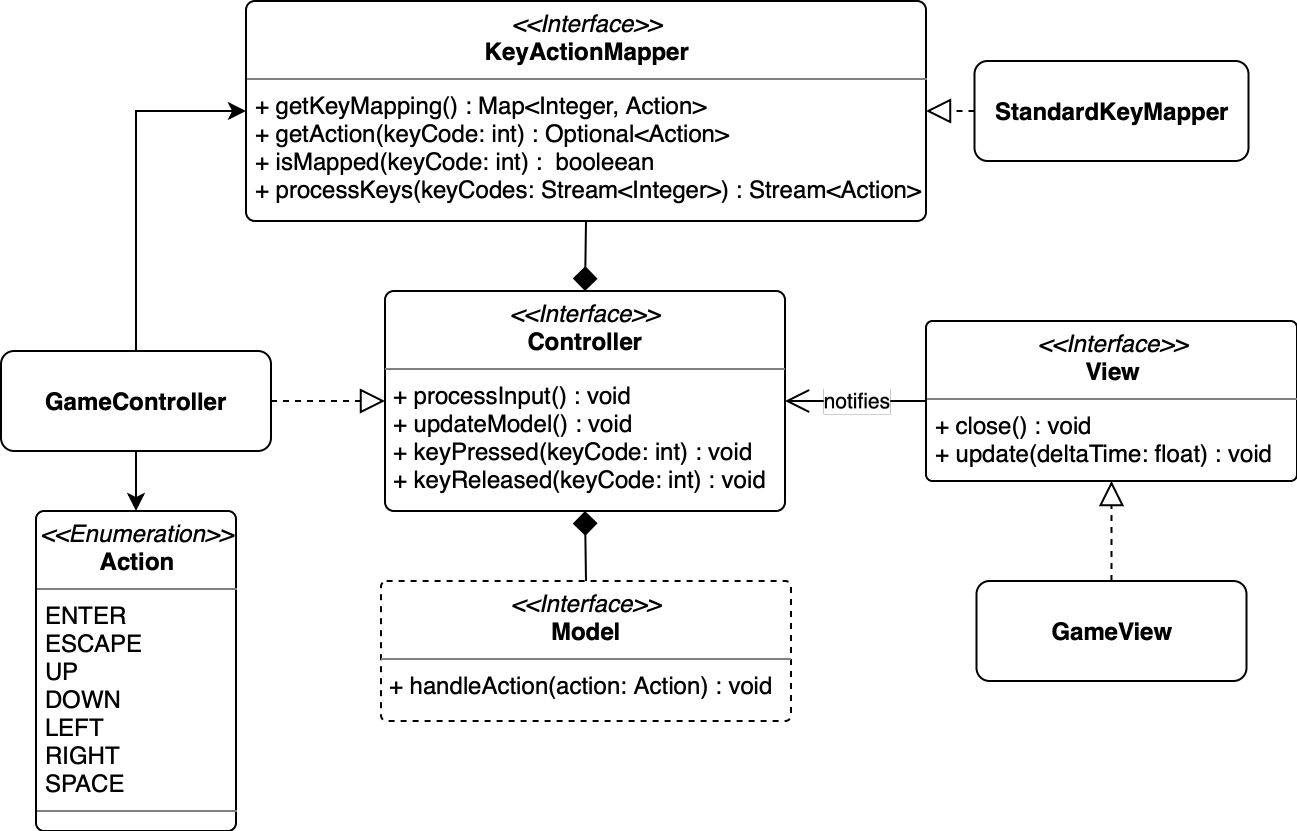 <<Interface>>
KeyActionMapper
+ getKeyMapping() : Map<Integer, Action>
+ getAction(keyCode: int) : Optional<Action>
+ isMapped(keyCode: int) : booleean
+ processKeys(keyCodes: Stream<Integer>) : Stream<Action>
StandardKeyMapper
<<Interface>>
Controller
+ processInput() : void
+ updateModel() : void
+ keyPressed(keyCode: int) : void
+ keyReleased(keyCode: int) : void
GameController
notifies
<<Interface>>
View
+ close() : void
+ update(deltaTime: float) : void
<<Enumeration>>
Action
ENTER
ESCAPE
UP
DOWN
LEFT
RIGHT
SPACE
<<Interface>>
Model
+ handleAction(action: Action) : void
GameView